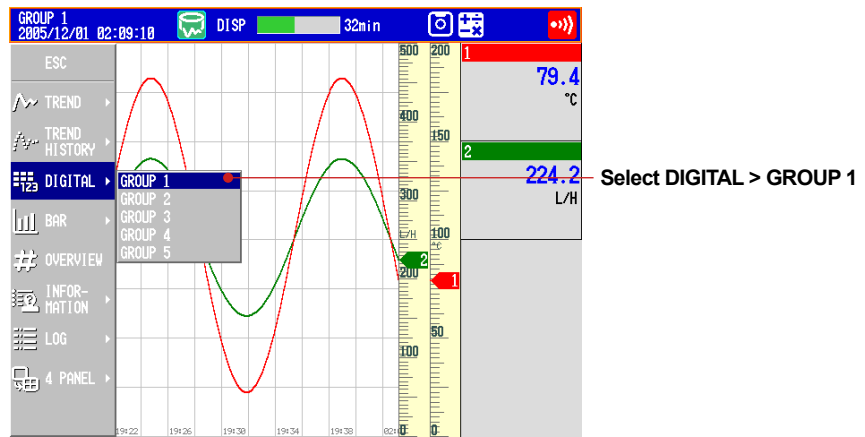 GROUP 1
2005/12/01 02:09:10
DISP
32min
ESC
TREND
TREND
HISTORY
123 DIGITAL
BAR
OVERVIEW
INFOR-
MATION
LOG
4 PANEL
GROUP 1
GROUP 2
GROUP 3
GROUP 4
GROUP 5
500
400
300
L/H
200
100
0
200
150
100
°C
50
0
2
1
1
79.4
°C
2
224.2
L/H
Select DIGITAL > GROUP 1
19:22
19:26
19:30
19:34
19:38